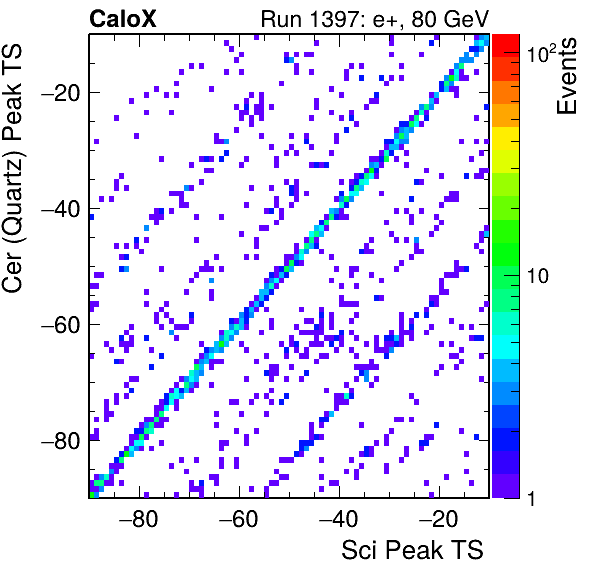 CaloX Run 1397: e+, 80 GeV
Cer (Quartz) Peak TS
−20
−40
−60
−80
−80 −60 −40 −20
Sci Peak TS
10²
10
1
Events